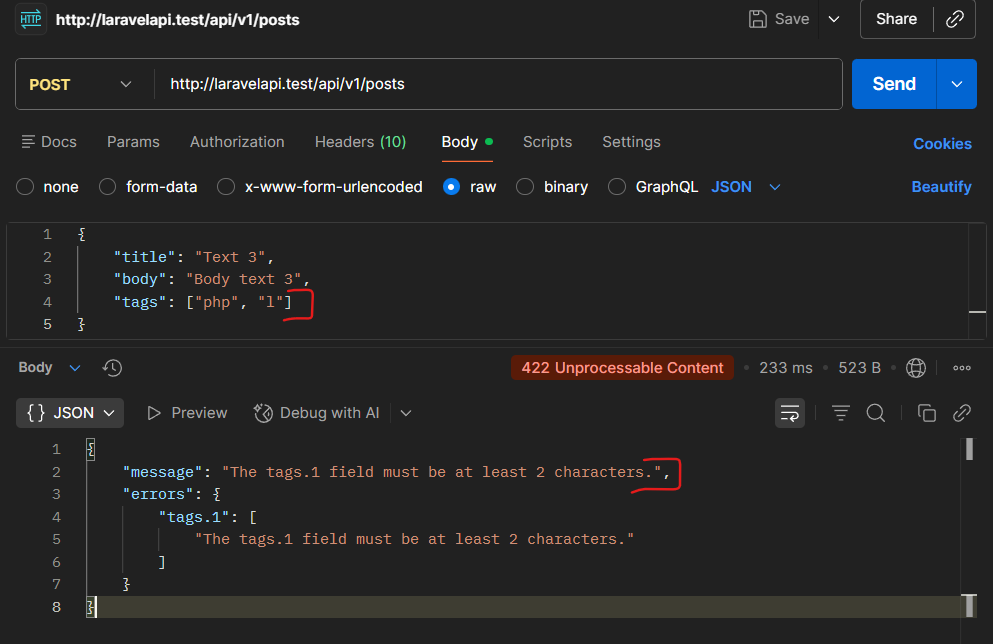 HTTP http://laravelapi.test/api/v1/posts Save Share
POST http://laravelapi.test/api/v1/posts Send
Docs Params Authorization Headers (10) Body Scripts Settings Cookies
none form-data x-www-form-urlencoded raw binary GraphQL JSON Beautify
1 {
2 "title": "Text 3",
3 "body": "Body text 3",
4 "tags": ["php", "l"]
5 }
Body 422 Unprocessable Content • 233 ms • 523 B •
{} JSON Preview Debug with AI
1 {
2 "message": "The tags.1 field must be at least 2 characters.",
3 "errors": {
4 "tags.1": [
5 "The tags.1 field must be at least 2 characters."
6 ]
7 }
8 }